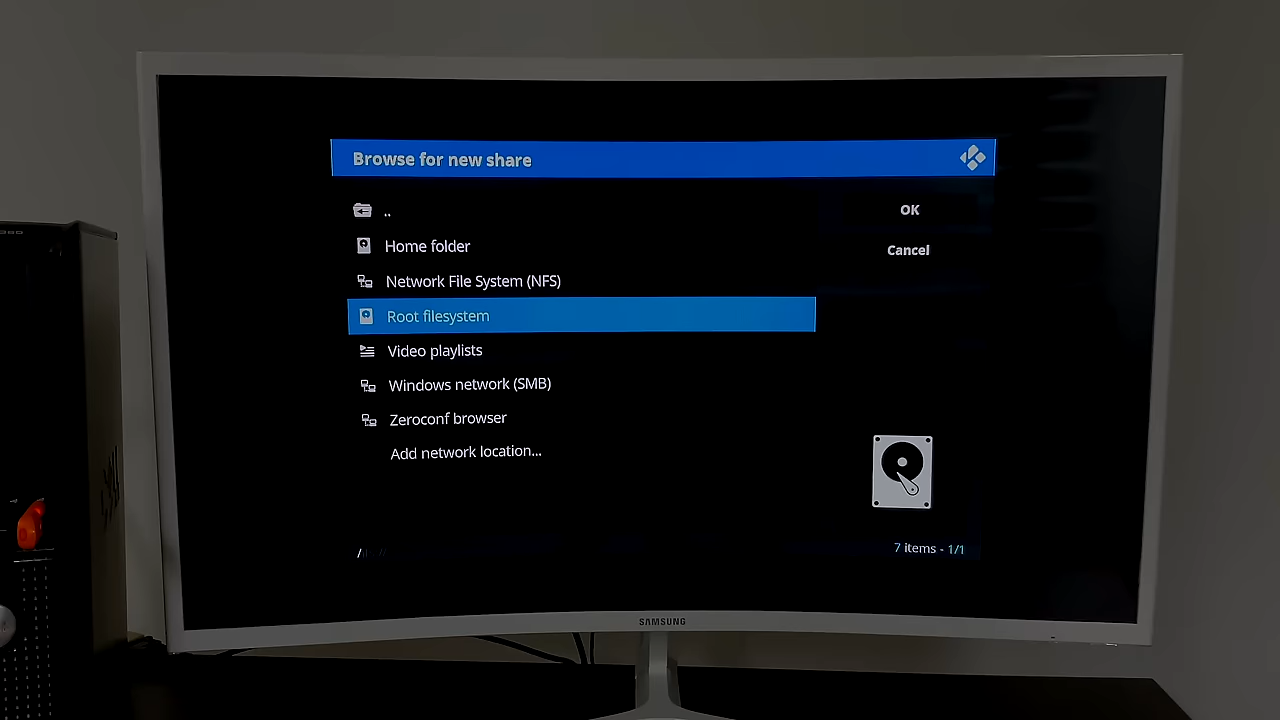 Browse for new share
..
OK
Home folder
Cancel
Network File System (NFS)
Root filesystem
Video playlists
Windows network (SMB)
Zeroconf browser
Add network location...
/
7 items - 1/1
SAMSUNG